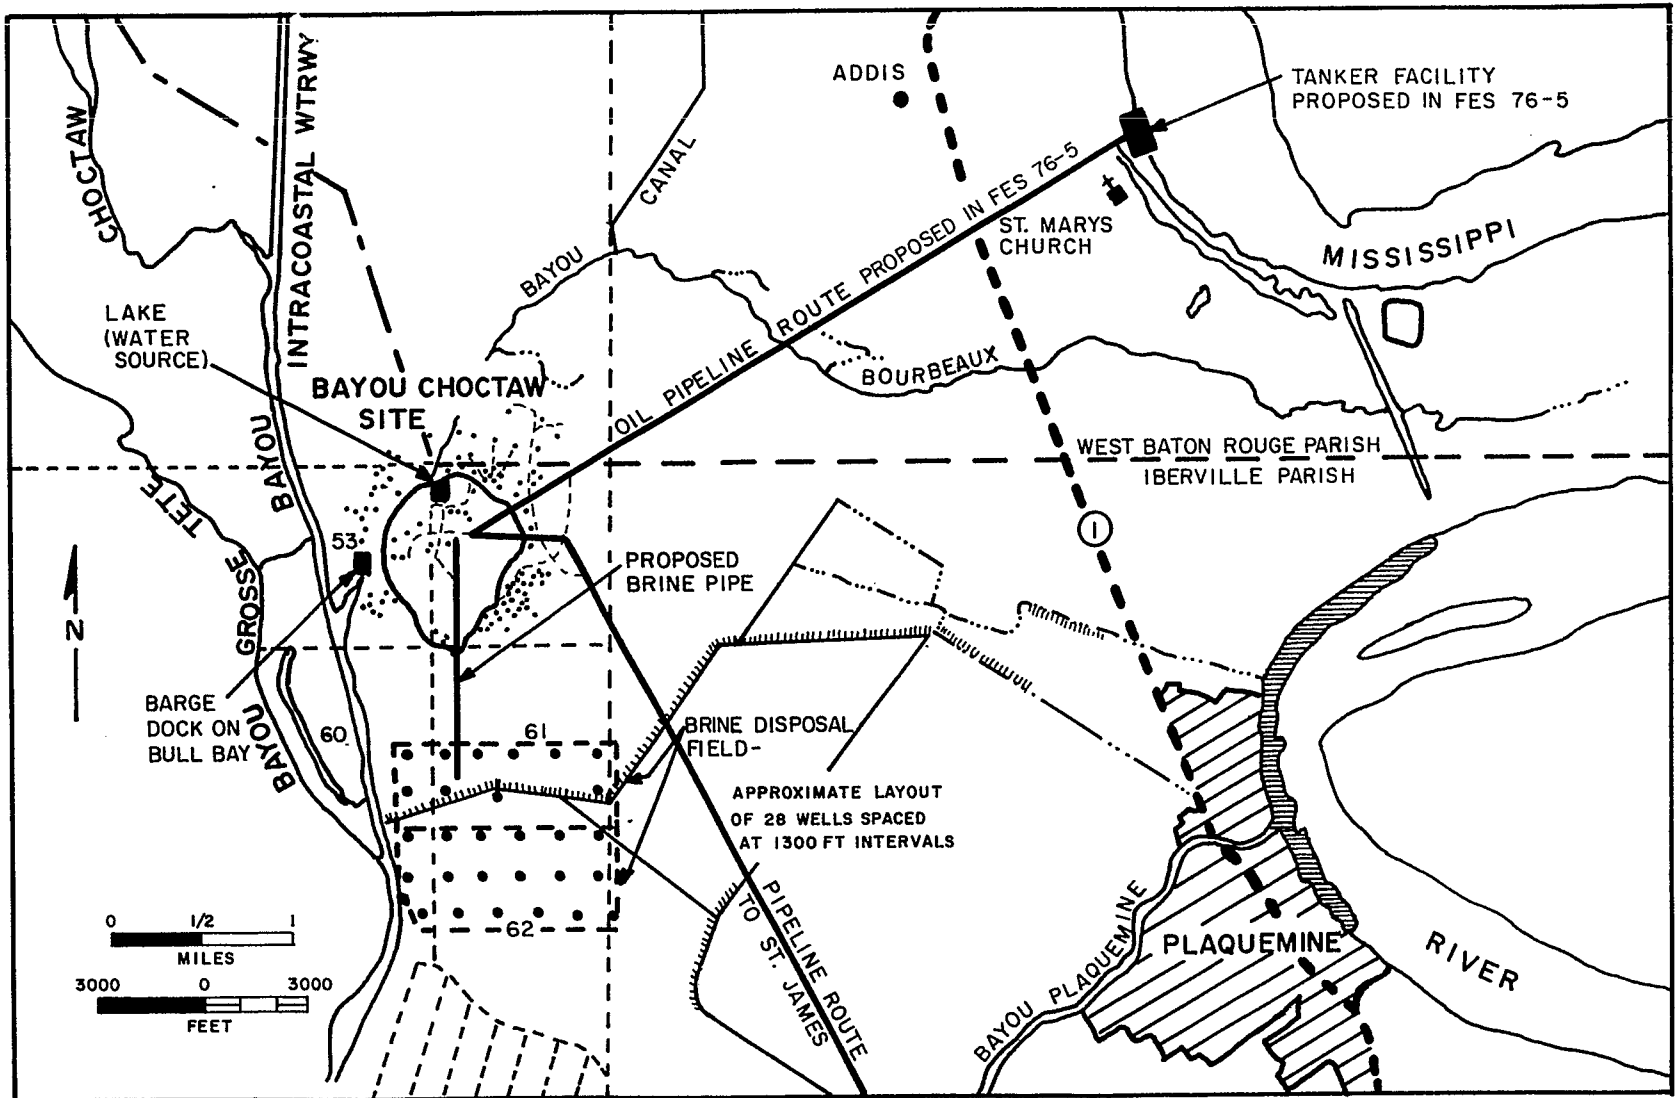 ADDIS
TANKER FACILITY
PROPOSED IN FES 76-5
CHOCTAW
INTRACOASTAL WTRWY
CANAL
ST. MARYS
CHURCH
MISSISSIPPI
BAYOU
LAKE
(WATER
SOURCE)
OIL PIPELINE ROUTE PROPOSED IN FES 76-5
BAYOU CHOCTAW
SITE
BOURBEAUX
BAYOU
WEST BATON ROUGE PARISH
IBERVILLE PARISH
TETE
1
53
PROPOSED
BRINE PIPE
GROSSE
N
BARGE
DOCK ON
BULL BAY
BAYOU
60
61
BRINE DISPOSAL
FIELD-
APPROXIMATE LAYOUT
OF 28 WELLS SPACED
AT 1300 FT INTERVALS
62
0 1/2 1
MILES
3000 0 3000
FEET
PIPELINE ROUTE
TO ST. JAMES
BAYOU PLAQUEMINE
PLAQUEMINE
RIVER